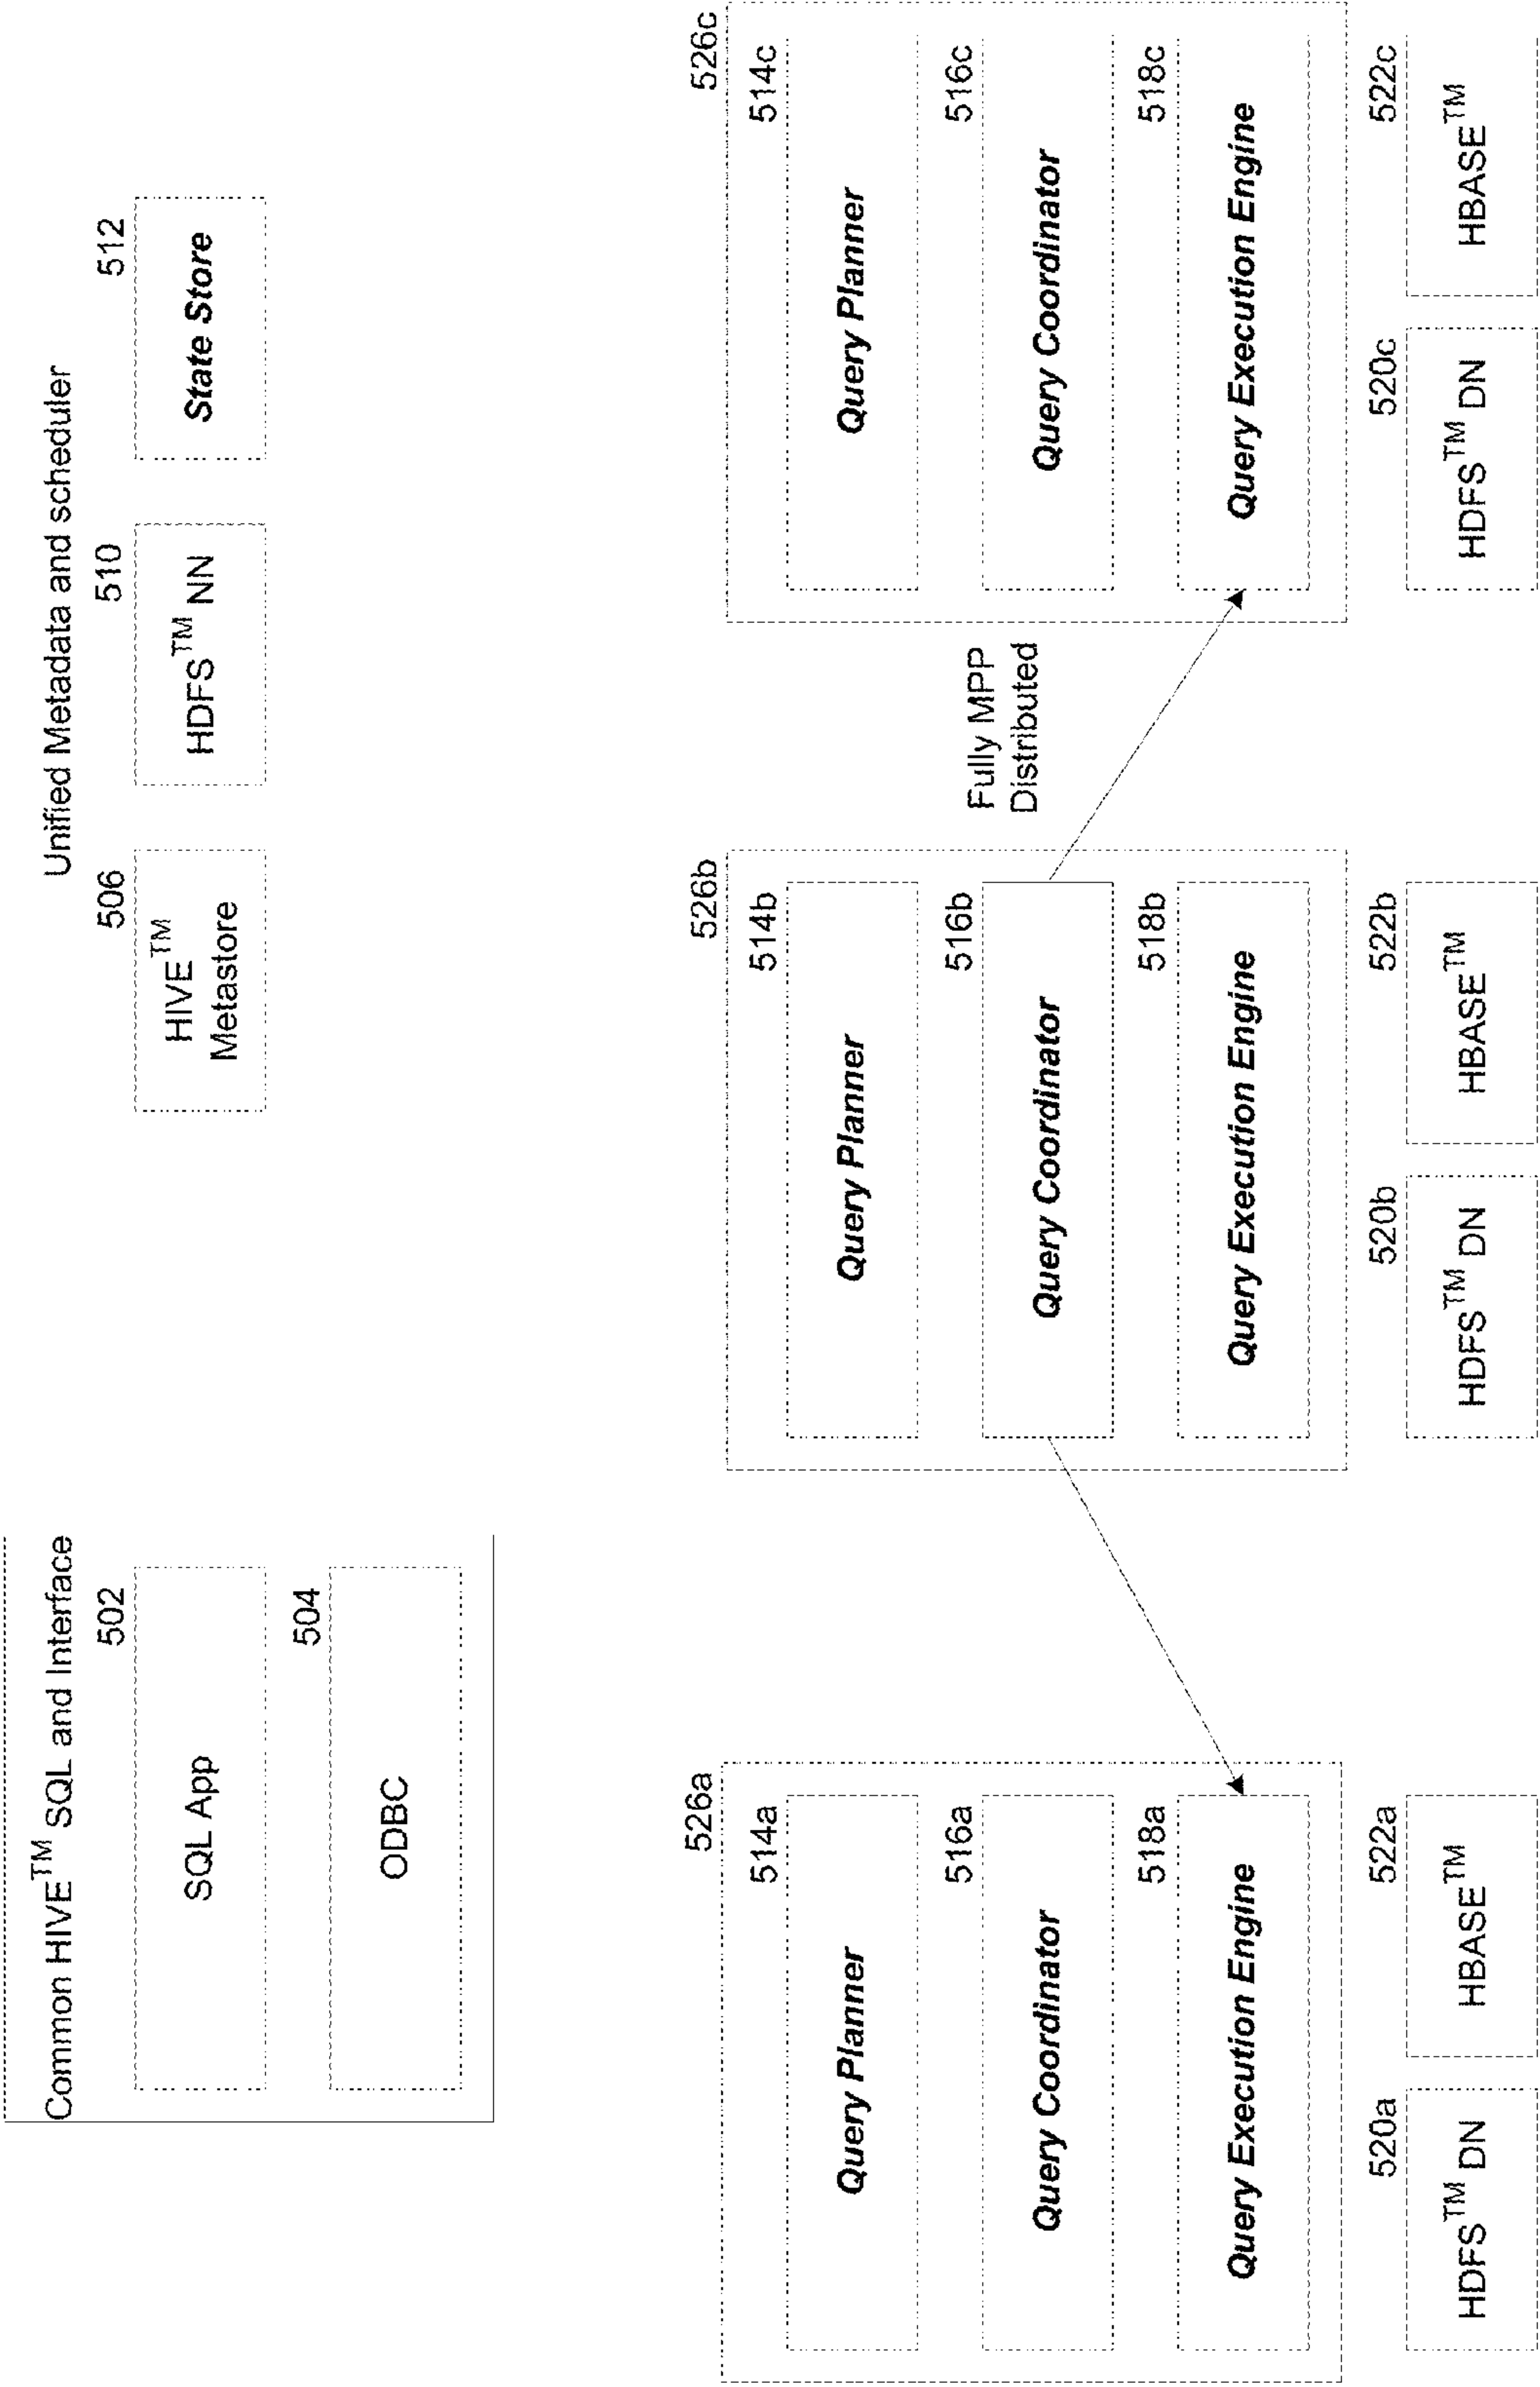 Common HIVE™ SQL and Interface
502
SQL App
504
ODBC
Unified Metadata and scheduler
506
HIVE™
Metastore
510
HDFS™ NN
512
State Store
526a
514a
Query Planner
516a
Query Coordinator
518a
Query Execution Engine
520a
HDFS™ DN
522a
HBASE™
526b
514b
Query Planner
516b
Query Coordinator
518b
Query Execution Engine
520b
HDFS™ DN
522b
HBASE™
Fully MPP
Distributed
526c
514c
Query Planner
516c
Query Coordinator
518c
Query Execution Engine
520c
HDFS™ DN
522c
HBASE™